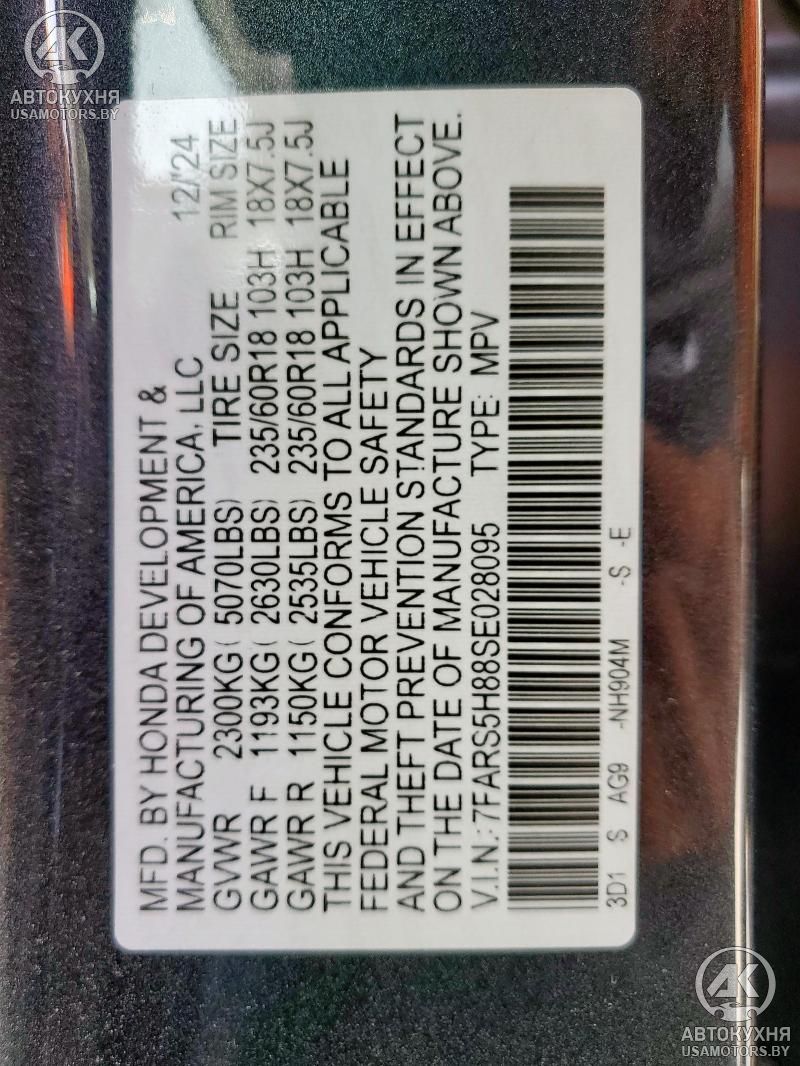 AK
АВТОКУХНЯ
USAMOTORS.BY
MFD. BY HONDA DEVELOPMENT &
MANUFACTURING OF AMERICA, LLC 12/'24
GVWR 2300KG( 5070LBS) TIRE SIZE RIM SIZE
GAWR F 1193KG( 2630LBS) 235/60R18 103H 18X7.5J
GAWR R 1150KG( 2535LBS) 235/60R18 103H 18X7.5J
THIS VEHICLE CONFORMS TO ALL APPLICABLE
FEDERAL MOTOR VEHICLE SAFETY
AND THEFT PREVENTION STANDARDS IN EFFECT
ON THE DATE OF MANUFACTURE SHOWN ABOVE.
V.I.N.:7FARS5H88SE028095 TYPE: MPV
3D1 S AG9 -NH904M -S -E
AK
АВТОКУХНЯ
USAMOTORS.BY